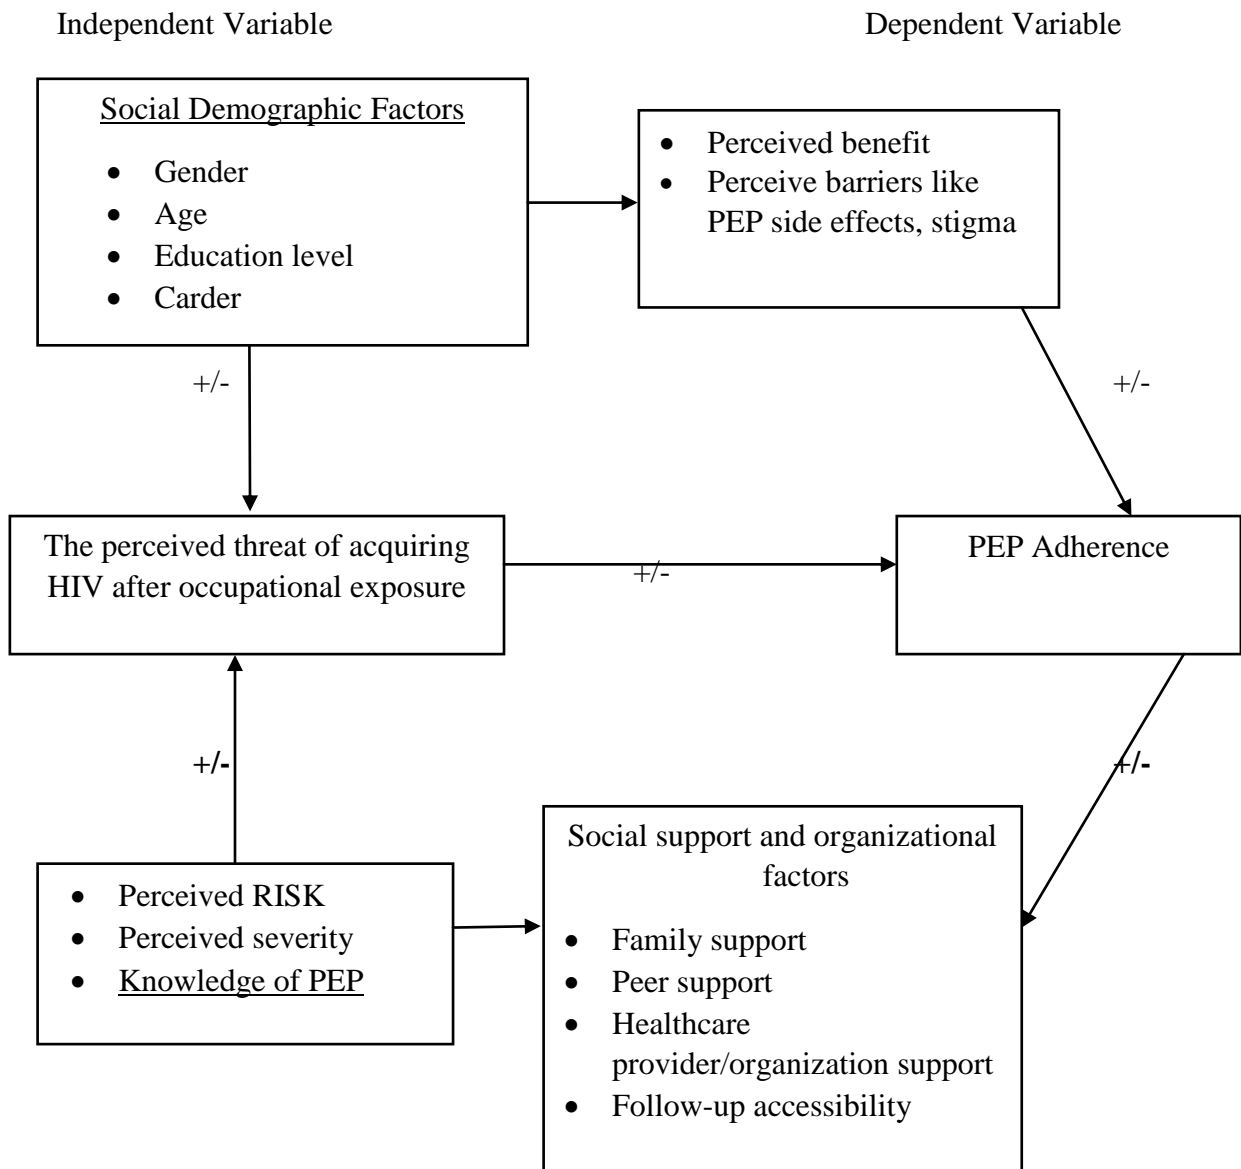 Independent Variable
Dependent Variable
Social Demographic Factors
• Gender
• Age
• Education level
• Carder
• Perceived benefit
• Perceive barriers like
PEP side effects, stigma
+/-
+/-
The perceived threat of acquiring
HIV after occupational exposure
+/-
PEP Adherence
+/-
+/-
• Perceived RISK
• Perceived severity
• Knowledge of PEP
Social support and organizational
factors
• Family support
• Peer support
• Healthcare
provider/organization support
• Follow-up accessibility